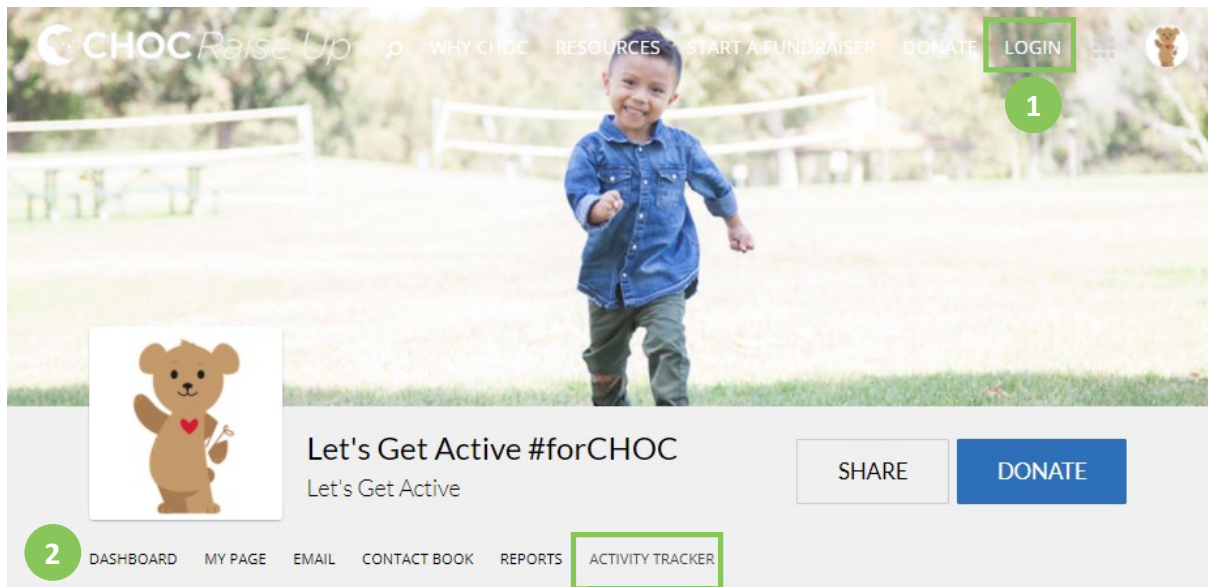 CHOC Raise Up WHY CHOC RESOURCES START A FUNDRAISER DONATE LOGIN
1
Let's Get Active #forCHOC
Let's Get Active
SHARE DONATE
2 DASHBOARD MY PAGE EMAIL CONTACT BOOK REPORTS ACTIVITY TRACKER